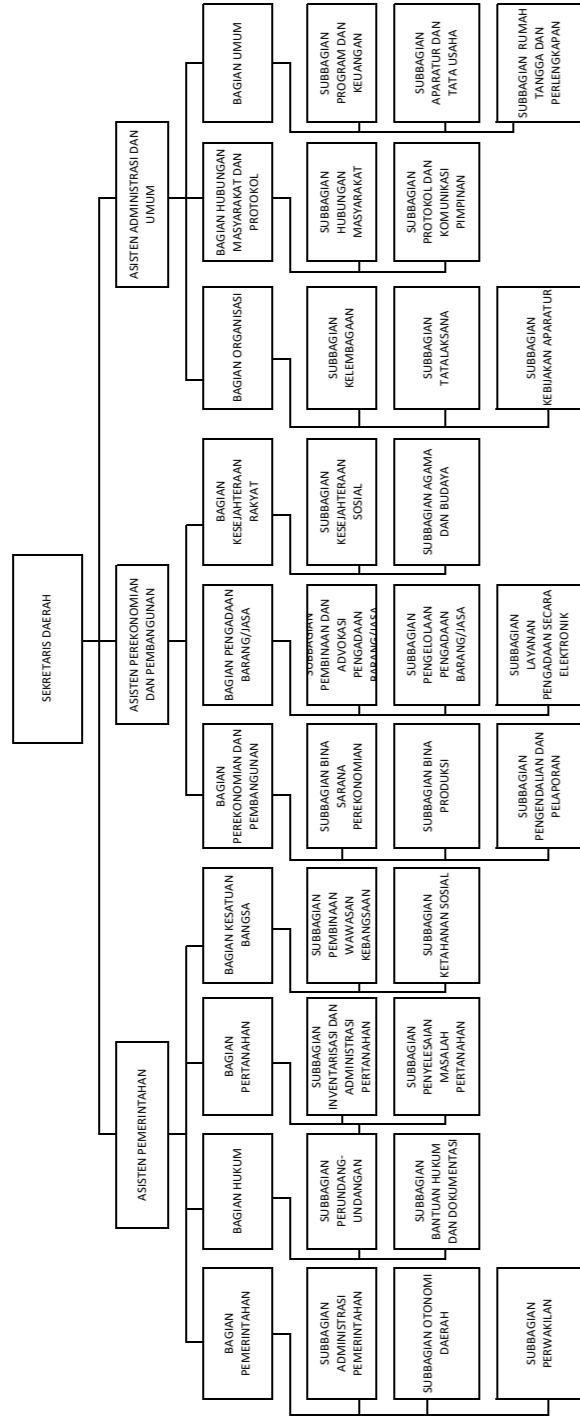 SEKRETARIS DAERAH
ASISTEN PEMERINTAHAN
ASISTEN PEREKONOMIAN
DAN PEMBANGUNAN
ASISTEN ADMINISTRASI DAN
UMUM
BAGIAN
PEMERINTAHAN
BAGIAN HUKUM
BAGIAN
PERTANAHAN
BAGIAN KESATUAN
BANGSA
BAGIAN
PEREKONOMIAN DAN
PEMBANGUNAN
BAGIAN PENGADAAN
BARANG/JASA
BAGIAN
KESEJAHTERAAN
RAKYAT
BAGIAN ORGANISASI
BAGIAN HUBUNGAN
MASYARAKAT DAN
PROTOKOL
BAGIAN UMUM
SUBBAGIAN
ADMINISTRASI
PEMERINTAHAN
SUBBAGIAN
PERUNDANG-
UNDANGAN
SUBBAGIAN
INVENTARISASI DAN
ADMINISTRASI
PERTANAHAN
SUBBAGIAN
PEMBINAAN
WAWASAN
KEBANGSAAN
SUBBAGIAN BINA
SARANA
PEREKONOMIAN
SUBBAGIAN
PEMBINAAN DAN
ADVOKASI
PENGADAAN
BARANG/JASA
SUBBAGIAN
KESEJAHTERAAN
SOSIAL
SUBBAGIAN
KELEMBAGAAN
SUBBAGIAN
HUBUNGAN
MASYARAKAT
SUBBAGIAN
PROGRAM DAN
KEUANGAN
SUBBAGIAN OTONOMI
DAERAH
SUBBAGIAN
BANTUAN HUKUM
DAN DOKUMENTASI
SUBBAGIAN
PENYELESAIAN
MASALAH
PERTANAHAN
SUBBAGIAN
KETAHANAN SOSIAL
SUBBAGIAN BINA
PRODUKSI
SUBBAGIAN
PENGELOLAAN
PENGADAAN
BARANG/JASA
SUBBAGIAN AGAMA
DAN BUDAYA
SUBBAGIAN
TATALAKSANA
SUBBAGIAN
PROTOKOL DAN
KOMUNIKASI
PIMPINAN
SUBBAGIAN
APARATUR DAN
TATA USAHA
SUBBAGIAN
PERWAKILAN
SUBBAGIAN
PENGENDALIAN DAN
PELAPORAN
SUBBAGIAN
LAYANAN
PENGADAAN SECARA
ELEKTRONIK
SUBBAGIAN
KEBIJAKAN APARATUR
SUBBAGIAN RUMAH
TANGGA DAN
PERLENGKAPAN